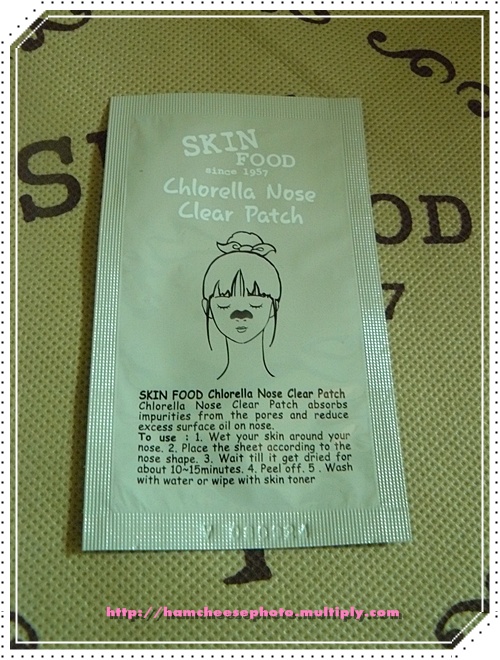 SKIN
FOOD
since 1957
Chlorella Nose
Clear Patch
OD
7
SKIN FOOD Chlorella Nose Clear Patch
Chlorella Nose Clear Patch absorbs
impurities from the pores and reduce
excess surface oil on nose.
To use : 1. Wet your skin around your
nose. 2. Place the sheet according to the
nose shape. 3. Wait till it get dried for
about 10~15minutes. 4. Peel off. 5 . Wash
with water or wipe with skin toner
http://hamcheesephoto.multiply.com